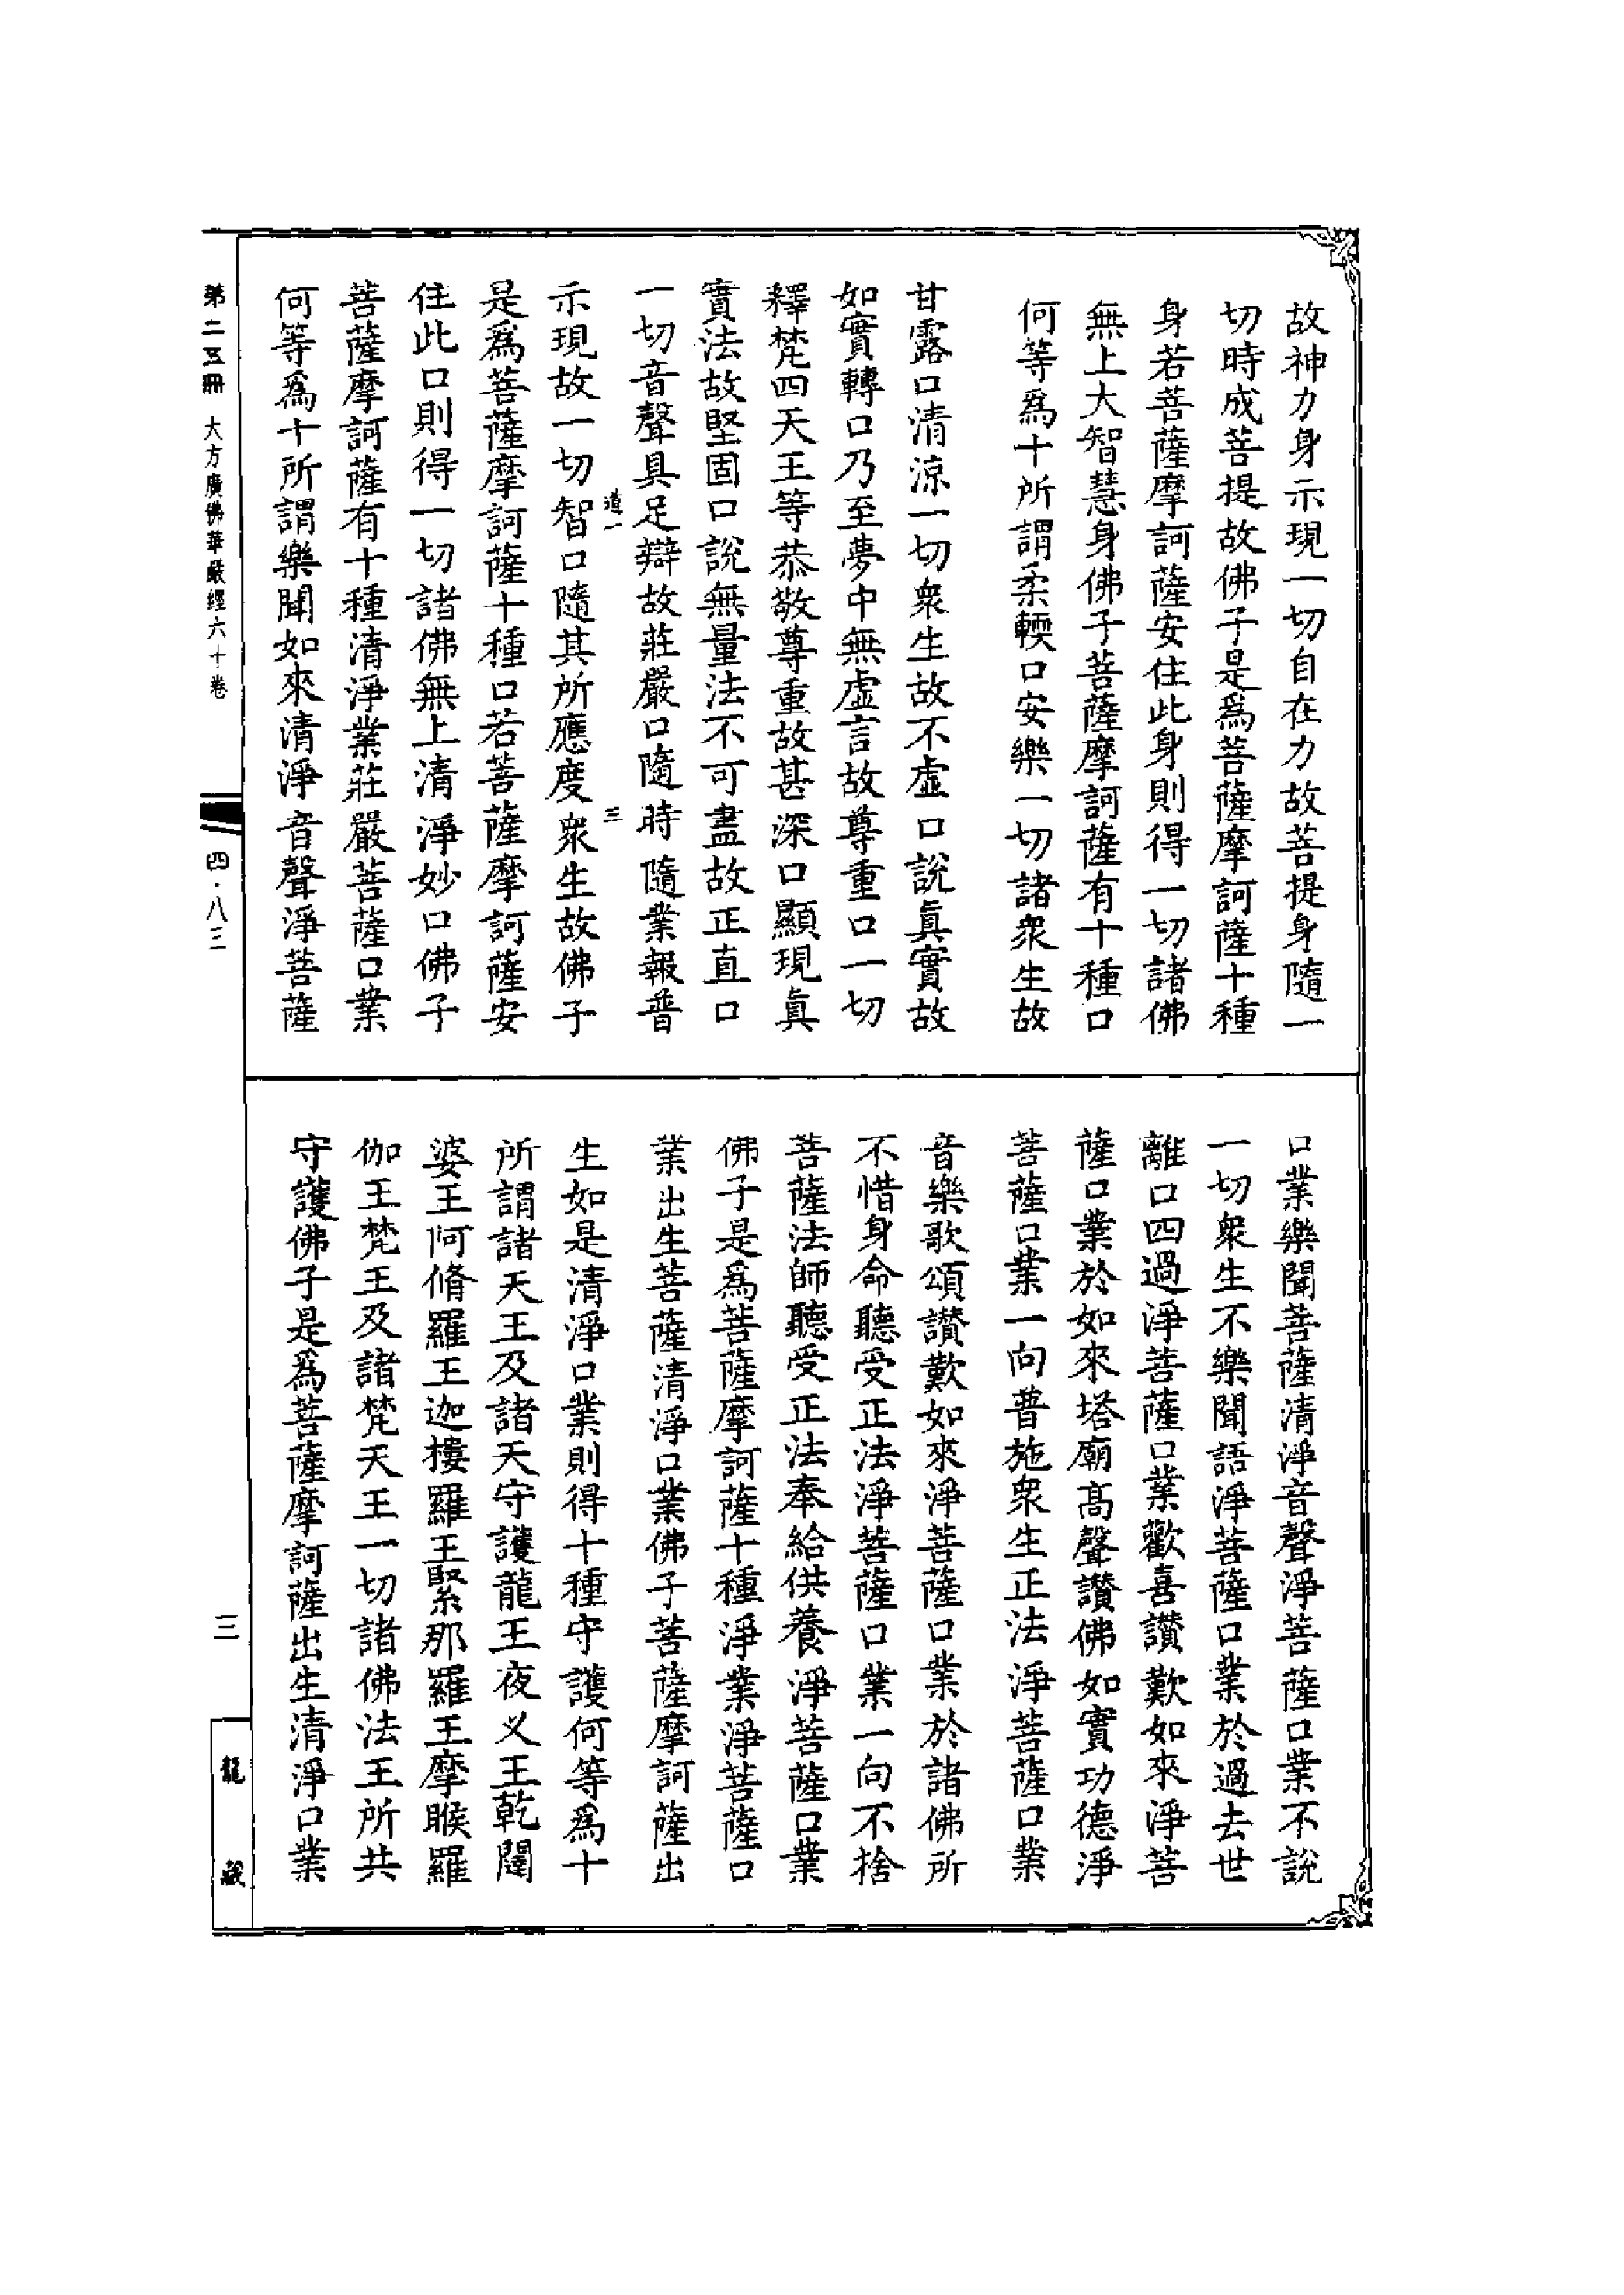 故神力身示現一切自在力故菩提身隨一
切時成菩提故佛子是爲菩薩摩訶薩十種
身若菩薩摩訶薩安住此身則得一切諸佛
無上大智慧身佛子菩薩摩訶薩有十種口
何等爲十所謂柔輭口安樂一切諸衆生故
甘露口清涼一切衆生故不虛口說眞實故
如實轉口乃至夢中無虛言故尊重口一切
釋梵四天王等恭敬尊重故甚深口顯現眞
實法故堅固口說無量法不可盡故正直口
一切音聲具足辯故莊嚴口隨時隨業報普
示現故一切智口隨其所應度衆生故佛子
是爲菩薩摩訶薩十種口若菩薩摩訶薩安
住此口則得一切諸佛無上清淨妙口佛子
菩薩摩訶薩有十種清淨業莊嚴菩薩口業
何等爲十所謂樂聞如來清淨音聲淨菩薩
口業樂聞菩薩清淨音聲淨菩薩口業不說
一切衆生不樂聞語淨菩薩口業於過去世
離口四過淨菩薩口業歡喜讚歎如來淨菩
薩口業於如來塔廟高聲讚佛如實功德淨
菩薩口業一向普施衆生正法淨菩薩口業
音樂歌頌讚歎如來淨菩薩口業於諸佛所
不惜身命聽受正法淨菩薩口業一向不捨
菩薩法師聽受正法奉給供養淨菩薩口業
佛子是爲菩薩摩訶薩十種淨業淨菩薩口
業出生菩薩清淨口業佛子菩薩摩訶薩出
生如是清淨口業則得十種守護何等爲十
所謂諸天王及諸天守護龍王夜乂王乾闥
婆王阿脩羅王迦樓羅王緊那羅王摩睺羅
伽王梵王及諸梵天王一切諸佛法王所共
守護佛子是爲菩薩摩訶薩出生清淨口業
三
第二五冊 大方廣佛華嚴經六十卷
四·八三
三
龍藏